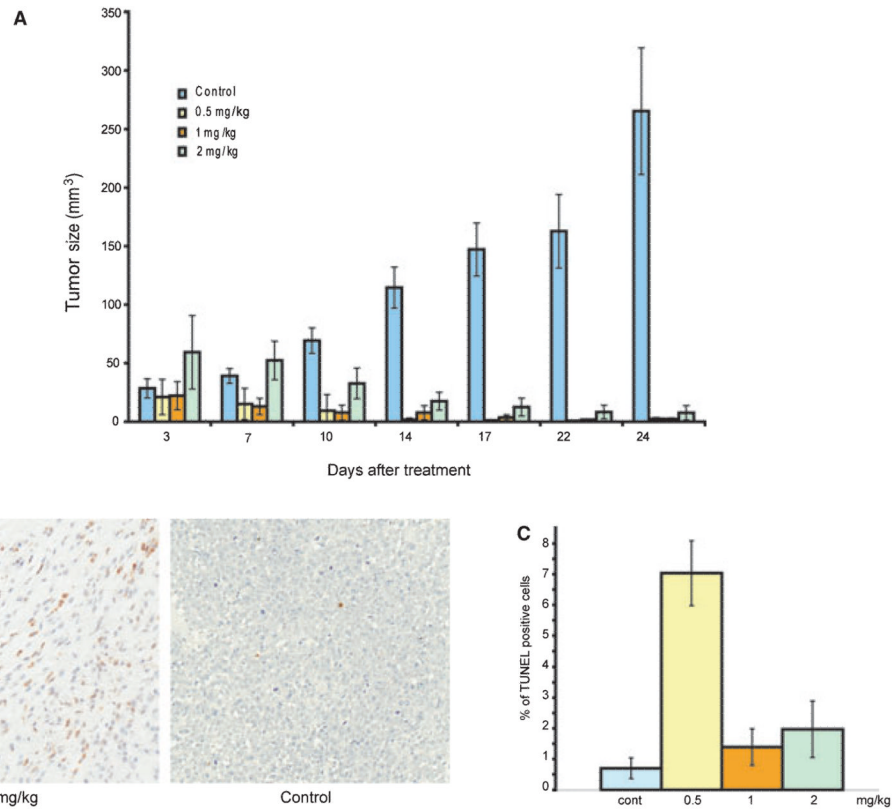 A
350
300
250
200
150
100
50
0
Tumor size (mm³)
Control
0.5 mg/kg
1 mg/kg
2 mg/kg
3 7 10 14 17 22 24
Days after treatment
mg/kg
Control
C
8
7
6
5
4
3
2
1
0
% of TUNEL positive cells
cont 0.5 1 2 mg/kg